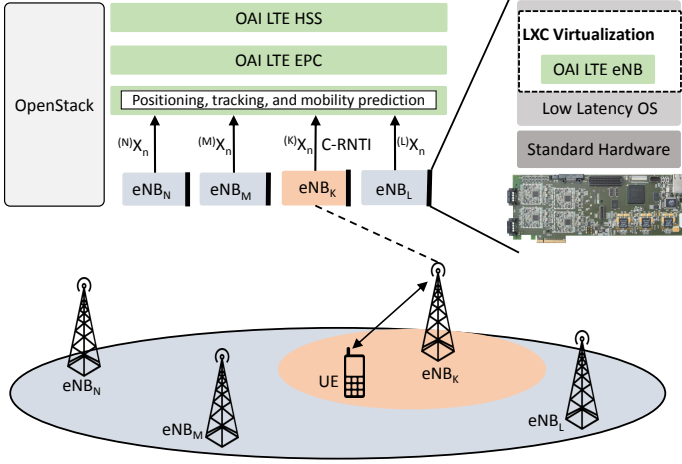 OpenStack
OAI LTE HSS
OAI LTE EPC
Positioning, tracking, and mobility prediction
(N)Xn
(M)Xn
(K)Xn C-RNTI
(L)Xn
eNBN
eNBM
eNBK
eNBL
LXC Virtualization
OAI LTE eNB
Low Latency OS
Standard Hardware
eNBN
eNBM
UE
eNBK
eNBL